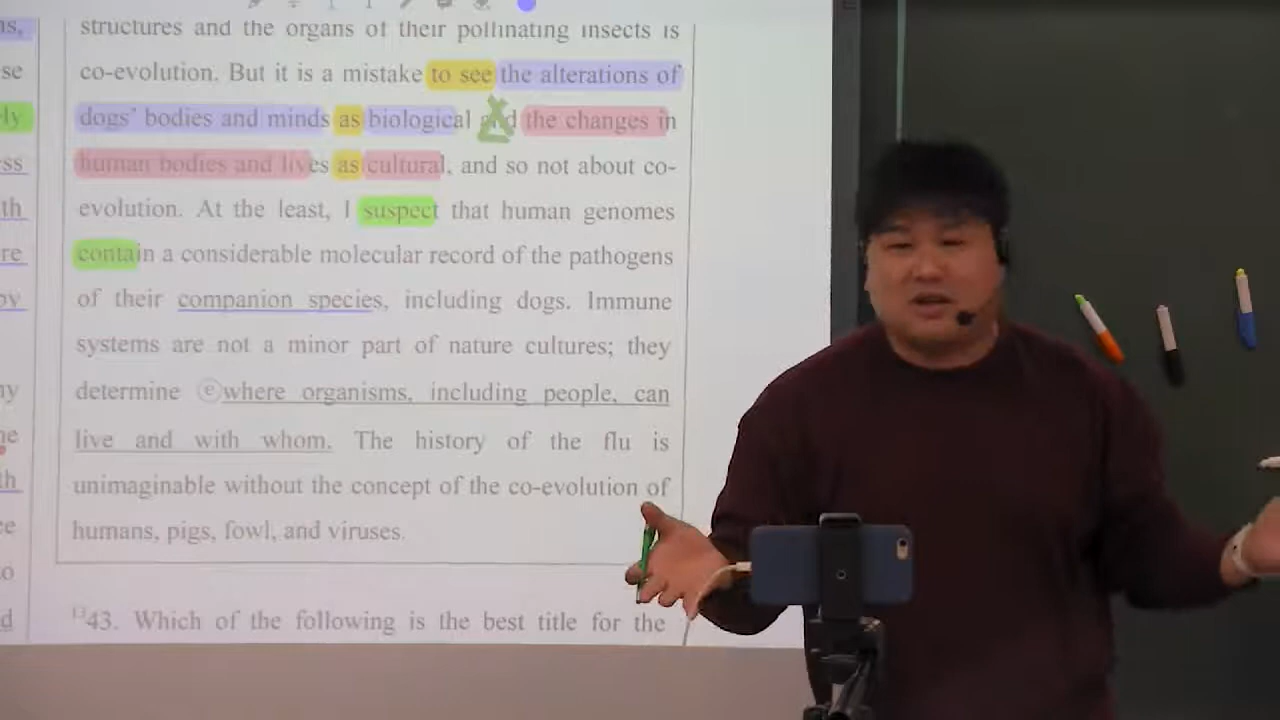 structures and the organs of their pollinating insects is
co-evolution. But it is a mistake to see the alterations of
dogs' bodies and minds as biological and the changes in
human bodies and lives as cultural, and so not about co-
evolution. At the least, I suspect that human genomes
contain a considerable molecular record of the pathogens
of their companion species, including dogs. Immune
systems are not a minor part of nature cultures; they
determine ⓔwhere organisms, including people, can
live and with whom. The history of the flu is
unimaginable without the concept of the co-evolution of
humans, pigs, fowl, and viruses.
13 43. Which of the following is the best title for the